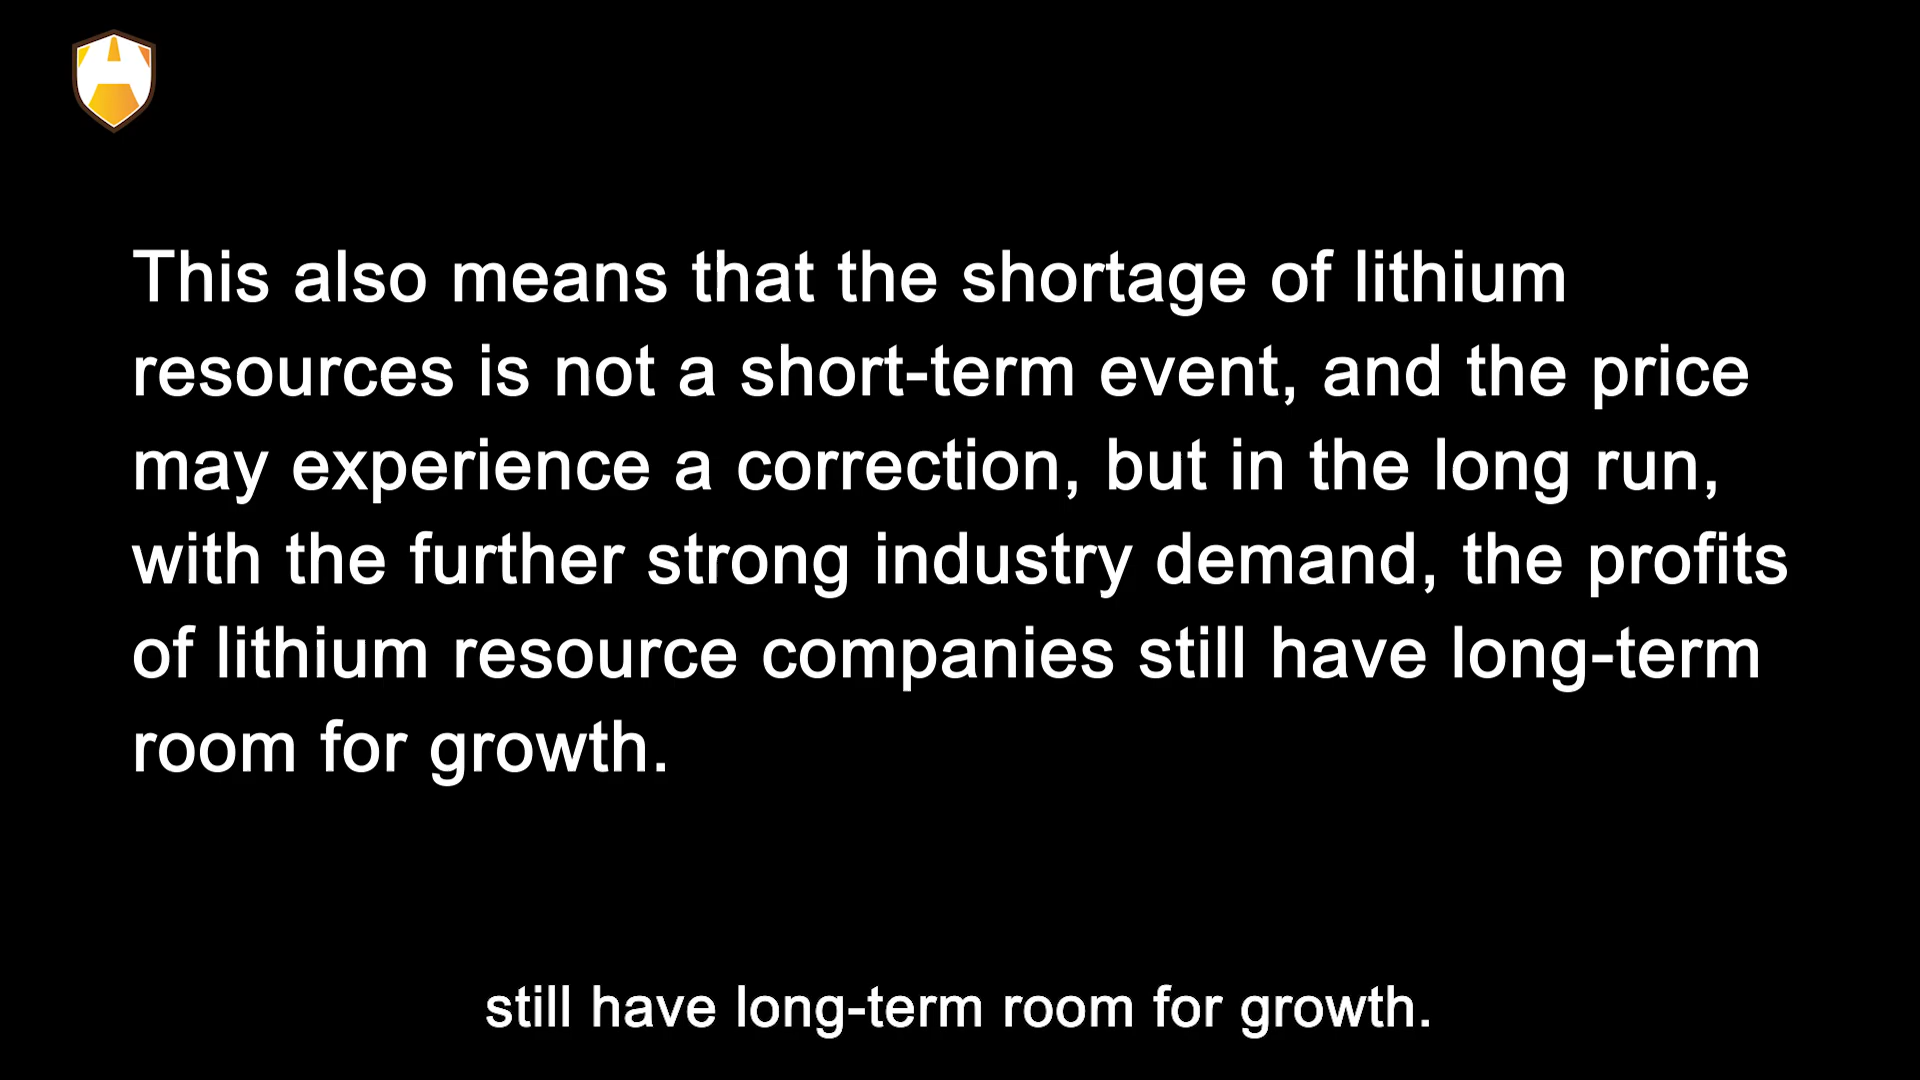 This also means that the shortage of lithium
resources is not a short-term event, and the price
may experience a correction, but in the long run,
with the further strong industry demand, the profits
of lithium resource companies still have long-term
room for growth.
still have long-term room for growth.